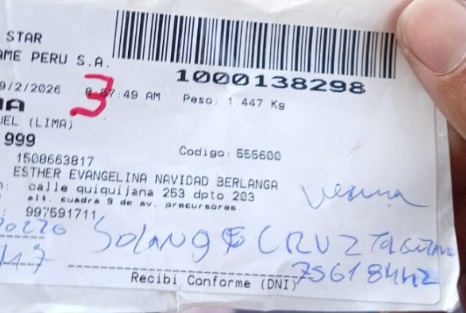 STAR
AME PERU S.A.
1000138298
9/2/2026 :49 AM Peso: 1.447 Kg
3
UEL (LIMA)
999
Codigo: 555600
1508663817
ESTHER EVANGELINA NAVIDAD BERLANGA
calle quiquijana 253 dpto 203
alt. cuadra 9 de av. precursores
997591711
SOLANGE CRUZ
Recibi Conforme (DNI)